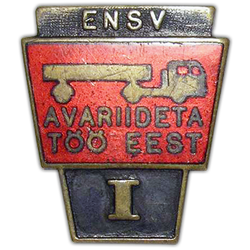 ENSV
AVARIIDETA
TÖÖ EEST
I